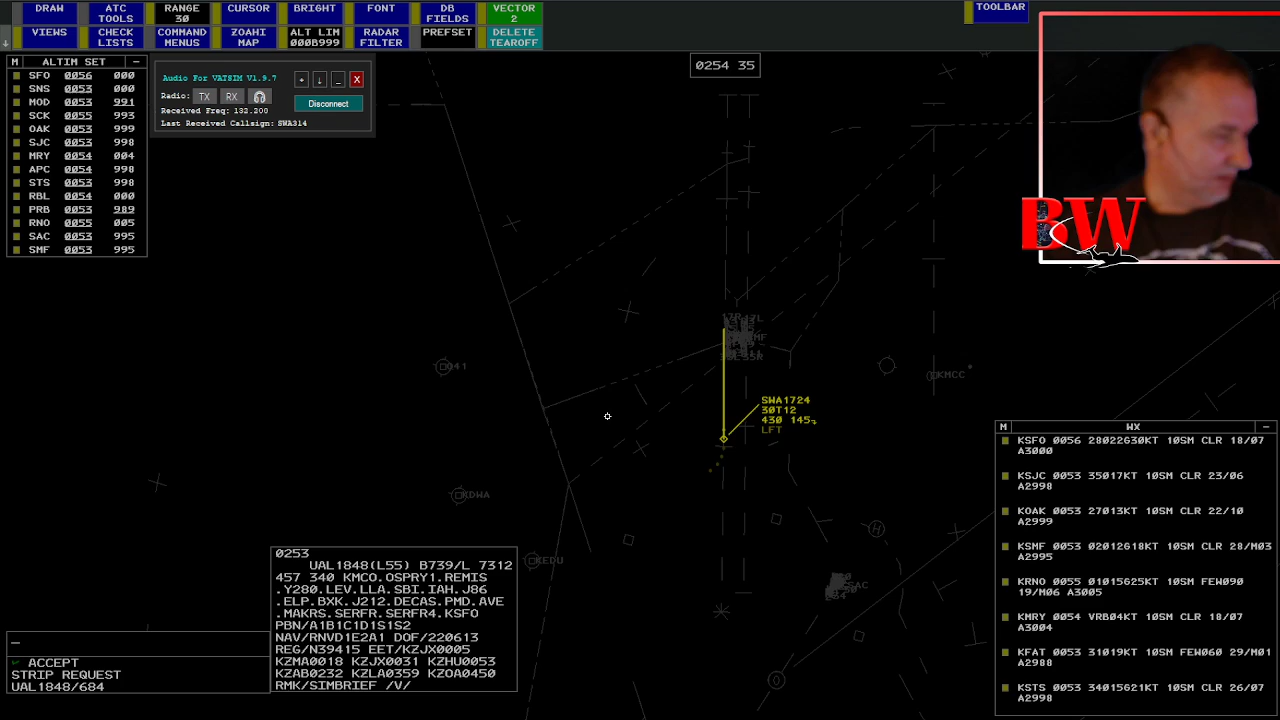 DRAW
ATC TOOLS
RANGE 30
CURSOR
BRIGHT
FONT
DB FIELDS
VECTOR 2
VIEWS
CHECK LISTS
COMMAND MENUS
ZOAHI MAP
ALT LIM 000B999
RADAR FILTER
PREFSET
DELETE TEAROFF
TOOLBAR
M ALTIM SET —
SFO 0056 000
SNS 0053 000
MOD 0053 991
SCK 0055 993
OAK 0053 999
SJC 0053 998
MRY 0054 004
APC 0054 998
STS 0053 998
RBL 0054 000
PRB 0053 989
RNO 0055 005
SAC 0053 995
SMF 0053 995
Audio For VATSIM V1.9.7
Radio: TX RX
Disconnect
Received Freq: 132.200
Last Received Callsign: SWA314
0254 35
BW
O41
KMCC
SWA1724
30T12
430 145
LFT
KDWA
KEDU
SAC
H
M WX —
KSFO 0056 28022G30KT 10SM CLR 18/07
A3000
KSJC 0053 35017KT 10SM CLR 23/06
A2998
KOAK 0053 27013KT 10SM CLR 22/10
A2999
KSMF 0053 02012G18KT 10SM CLR 28/M03
A2995
KRNO 0055 01015G25KT 10SM FEW090
19/M06 A3005
KMRY 0054 VRB04KT CLR 18/07
A3004
KFAT 0053 31019KT 10SM FEW060 29/M01
A2988
KSTS 0053 34015G21KT 10SM CLR 26/07
A2998
0253
UAL1848(L55) B739/L 7312
457 340 KMCO.OSPRY1.REMIS
.Y280.LEV.LLA.SBI.IAH.J86
.ELP.BXK.J212.DECAS.PMD.AVE
.MAKRS.SERFR.SERFR4.KSFO
PBN/A1B1C1D1S1S2
NAV/RNVD1E2A1 DOF/220613
REG/N39415 EET/KZJX0005
KZMA0018 KZJX0031 KZHU0053
KZAB0232 KZLA0359 KZOA0450
RMK/SIMBRIEF /V/
ACCEPT
STRIP REQUEST
UAL1848/684